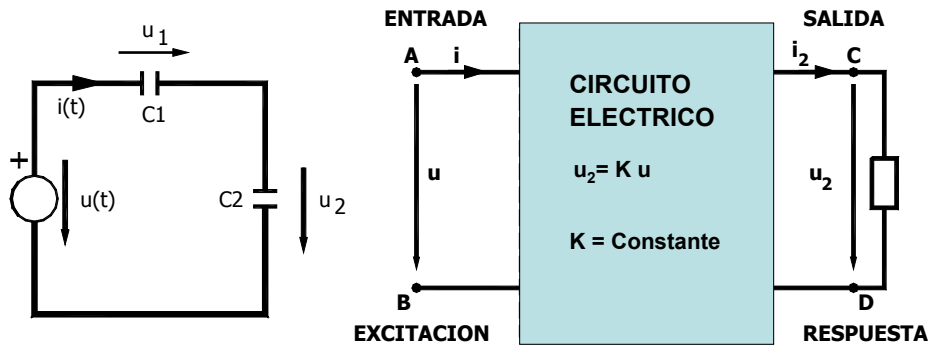 u1
i(t)
C1
+
u(t)
C2
u2
ENTRADA
SALIDA
A
i
i2
C
CIRCUITO
ELECTRICO
u
u2= K u
u2
K = Constante
B
D
EXCITACION
RESPUESTA